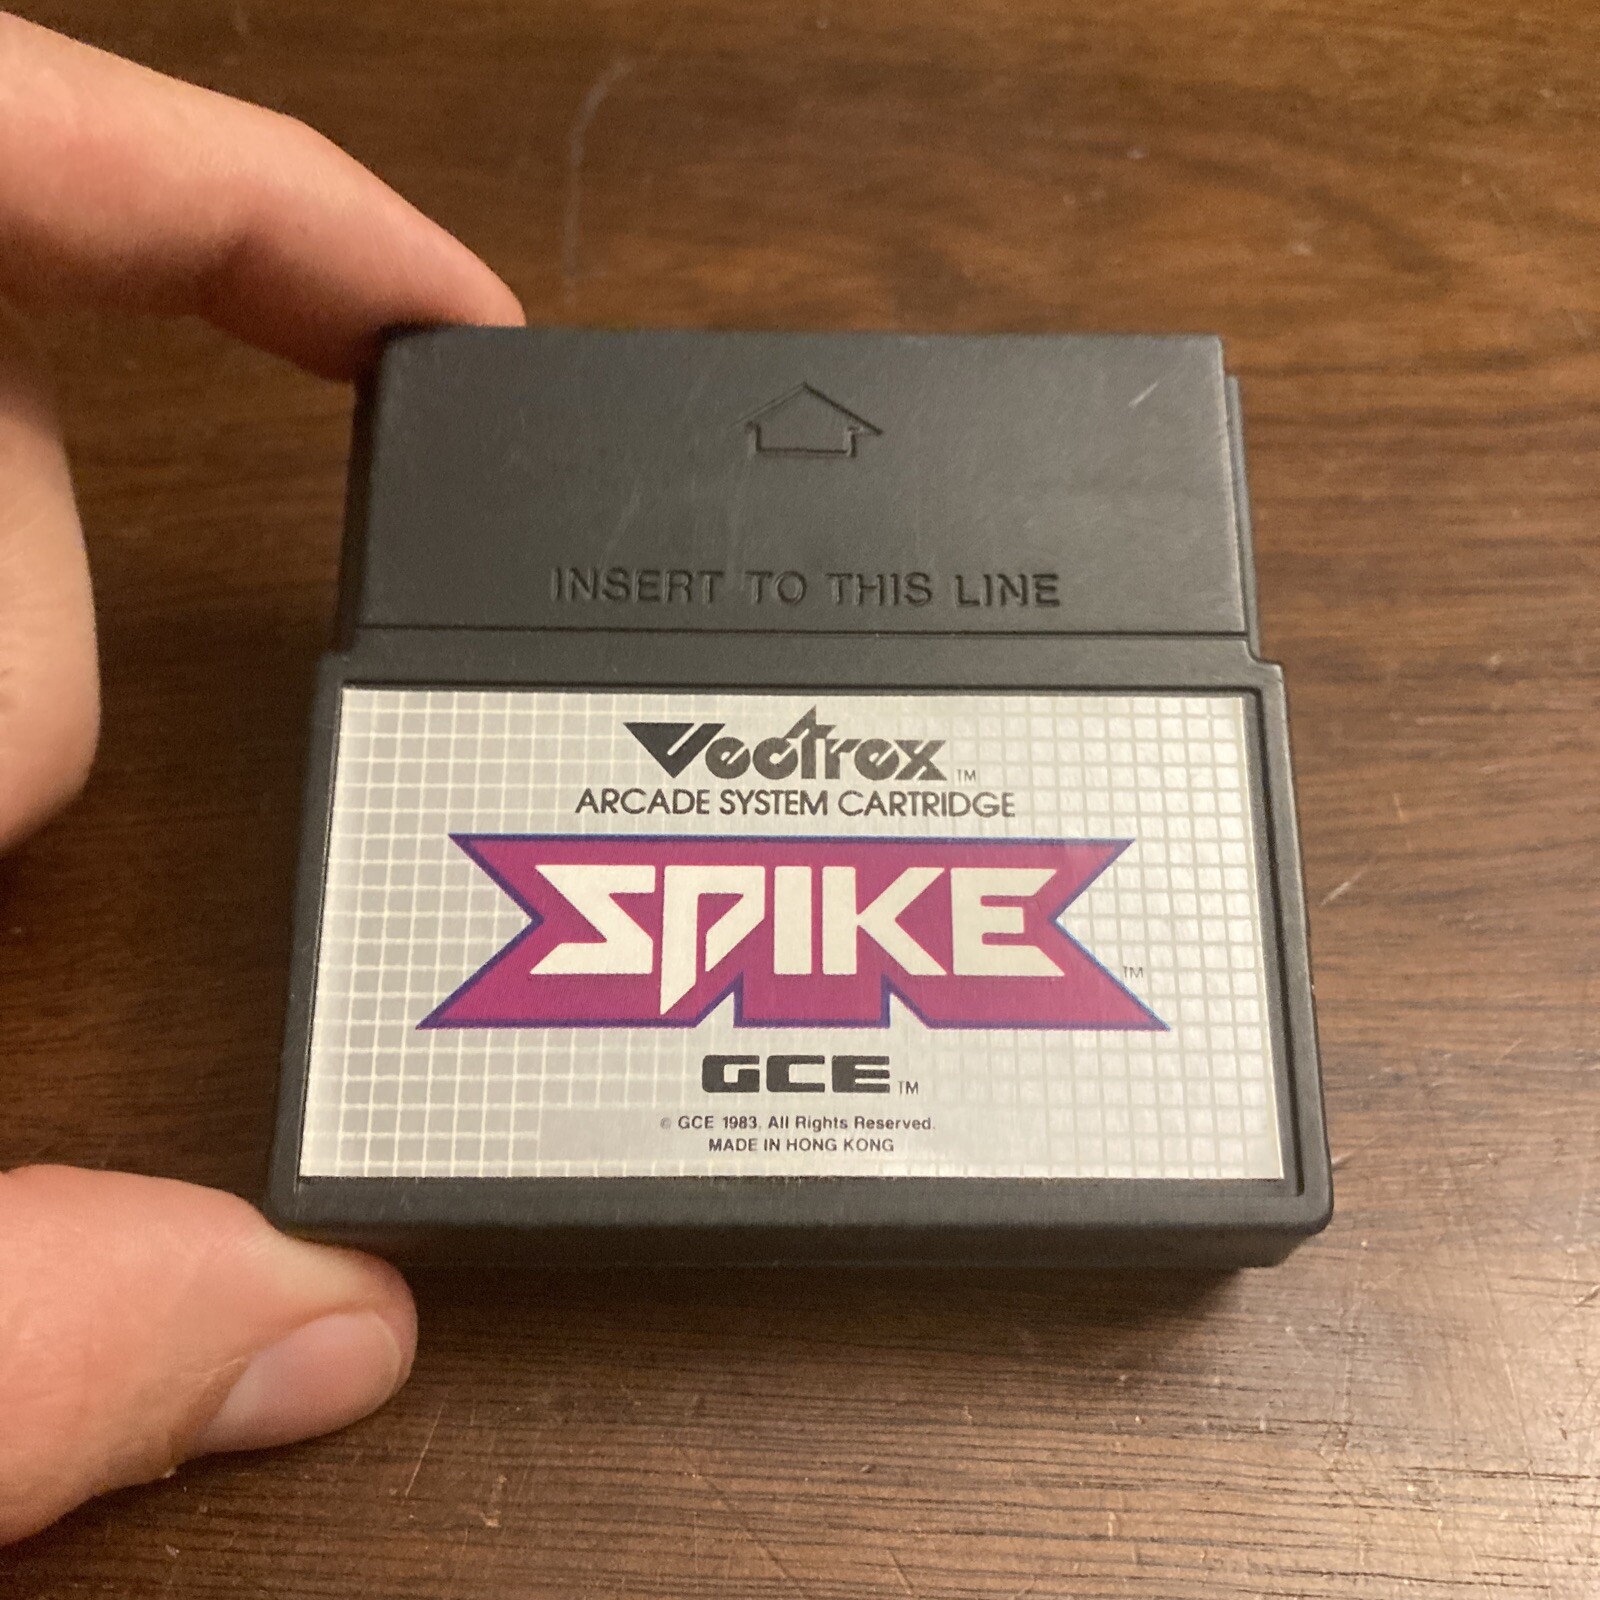 INSERT TO THIS LINE
Vectrex™
ARCADE SYSTEM CARTRIDGE
SPIKE™
GCE™
© GCE 1983, All Rights Reserved.
MADE IN HONG KONG